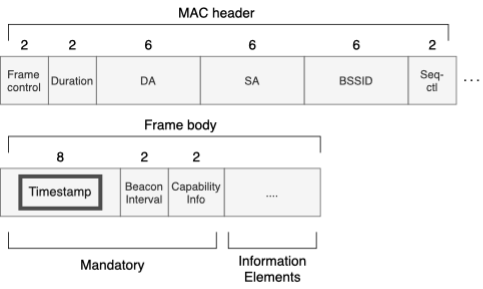 MAC header
2 2 6 6 6 2
Frame control Duration DA SA BSSID Seq-ctl ...
Frame body
8 2 2
Timestamp Beacon Interval Capability Info ....
Mandatory Information Elements